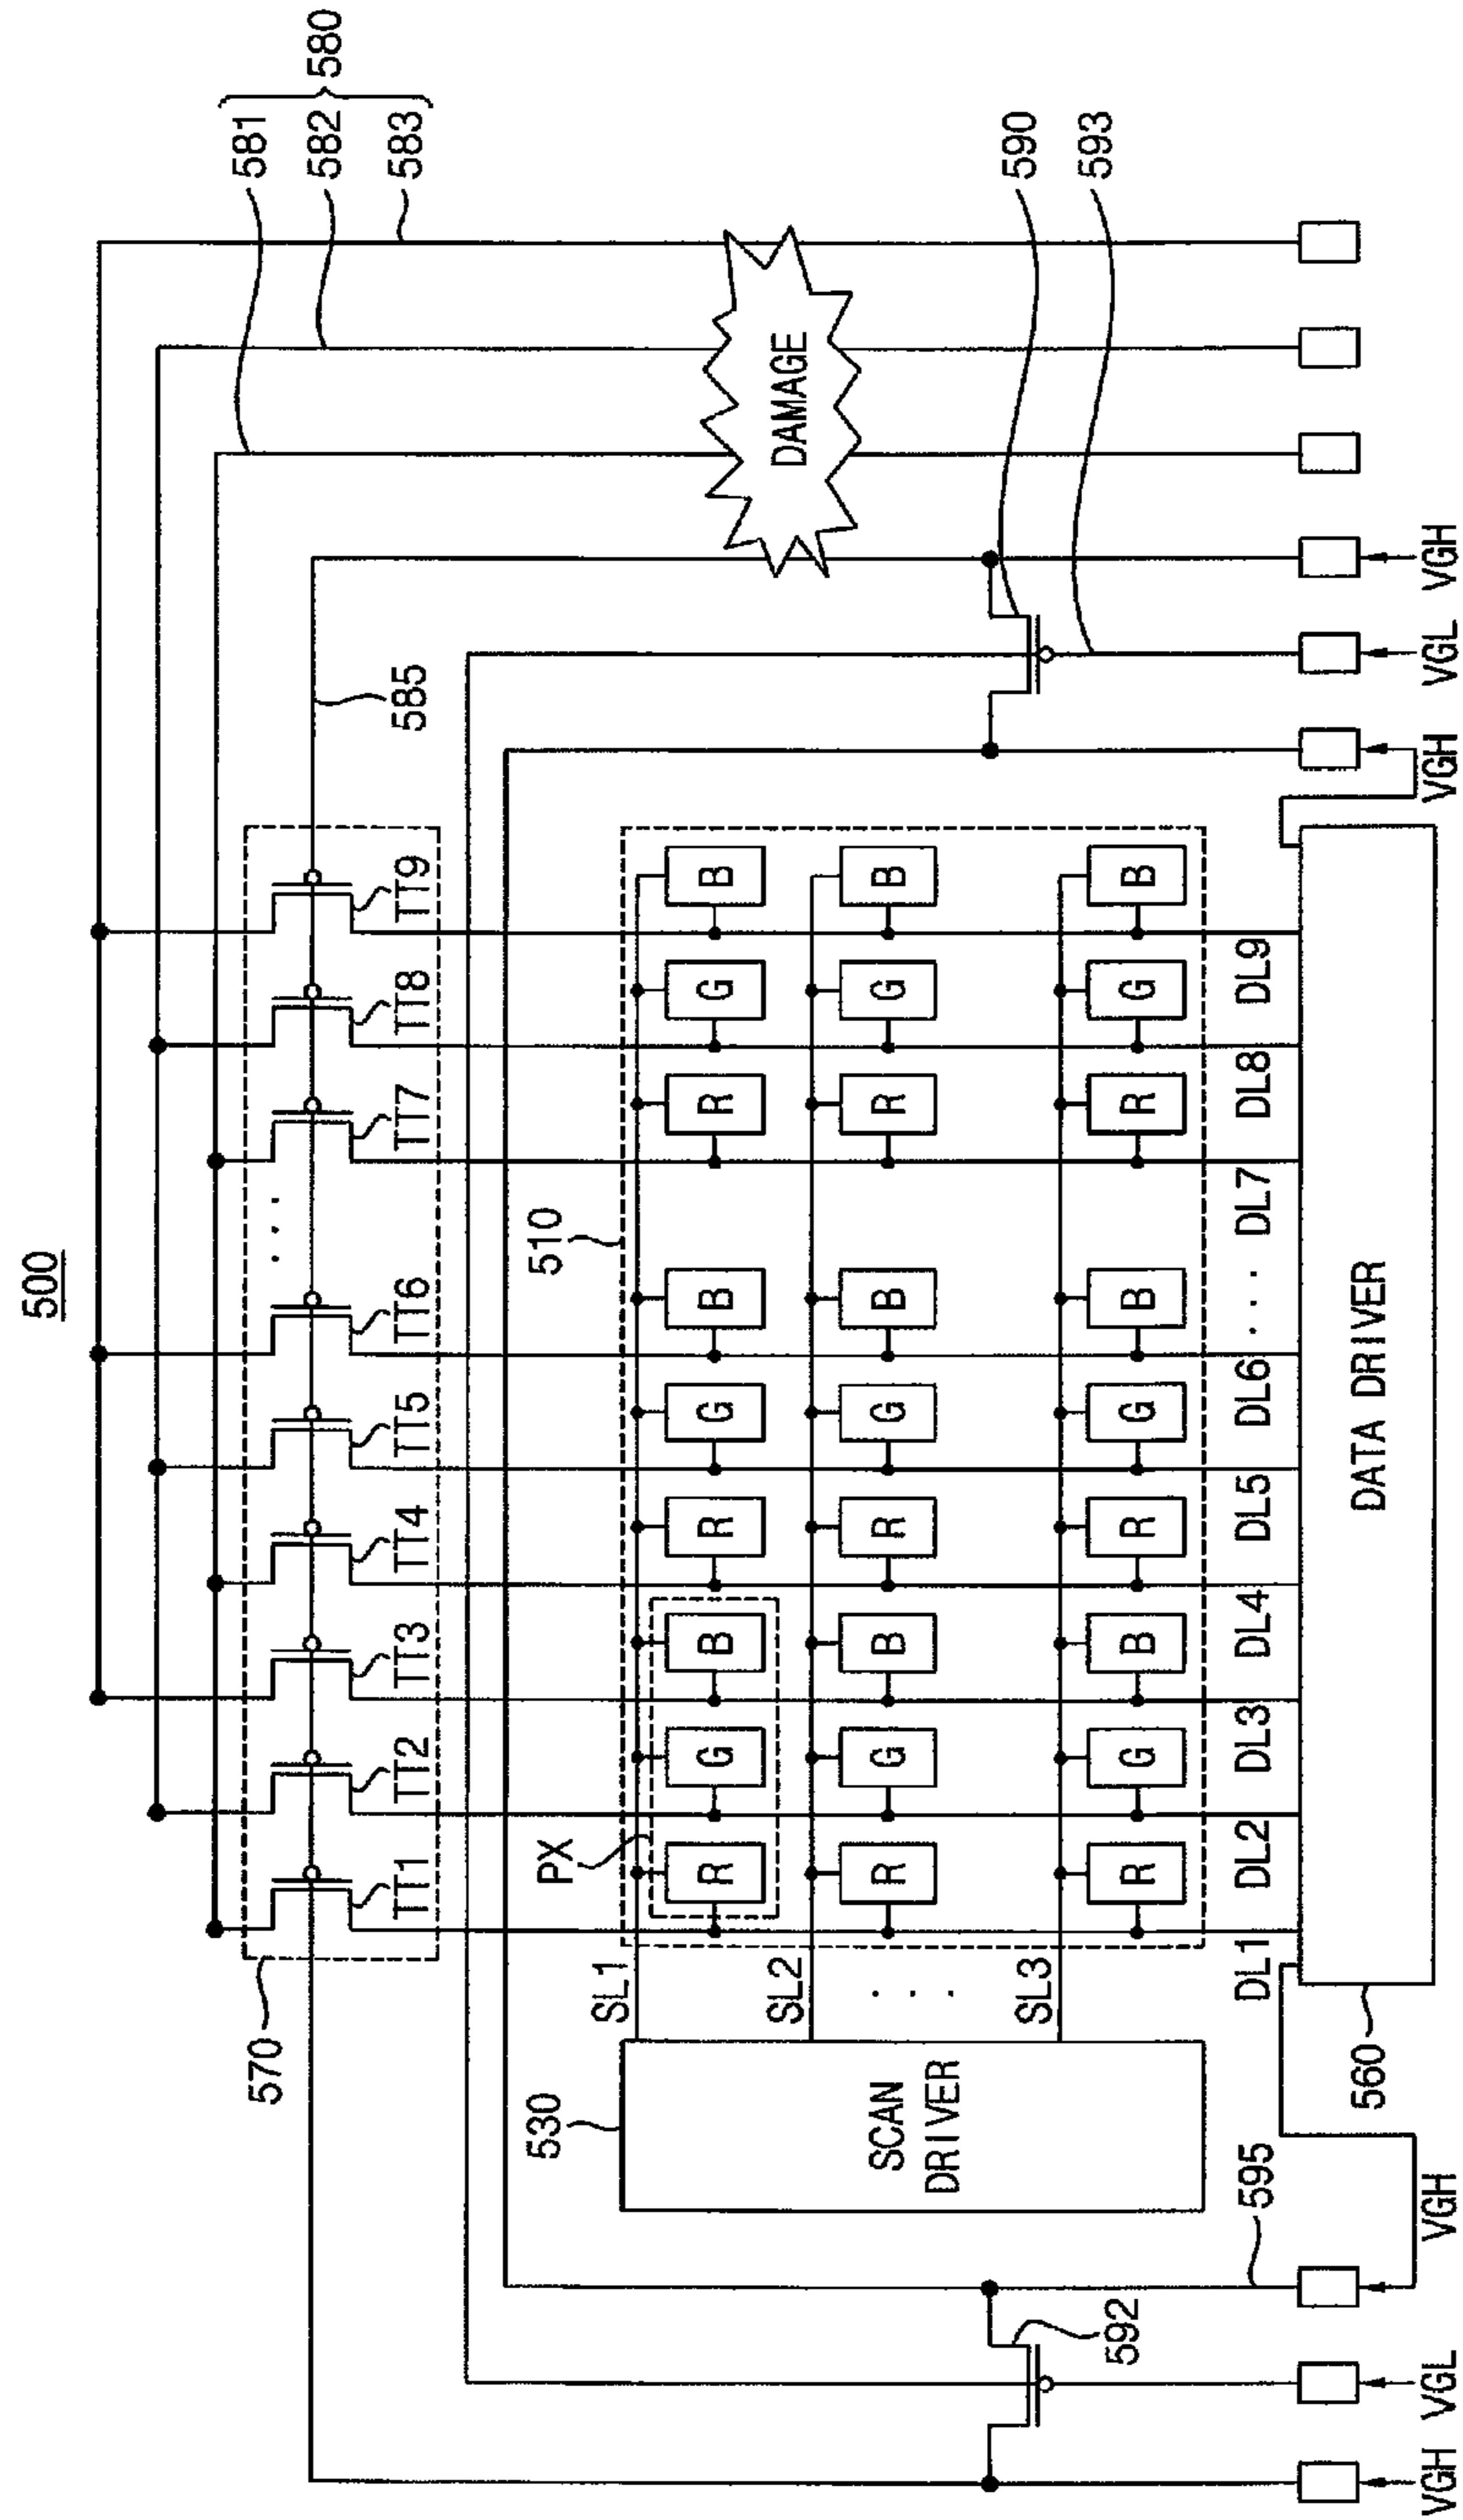 500
580
581
582
583
590
593
DAMAGE
585
570
TT1
TT2
TT3
TT4
TT5
TT6
...
TT7
TT8
TT9
510
PX
530
SCAN
DRIVER
SL1
R
G
B
R
G
B
R
G
B
SL2
R
G
B
R
G
B
R
G
B
...
SL3
R
G
B
R
G
B
R
G
B
DL1
DL2
DL3
DL4
DL5
DL6
...
DL7
DL8
DL9
592
595
560
DATA DRIVER
VGH
VGL
VGH
VGH
VGL
VGH